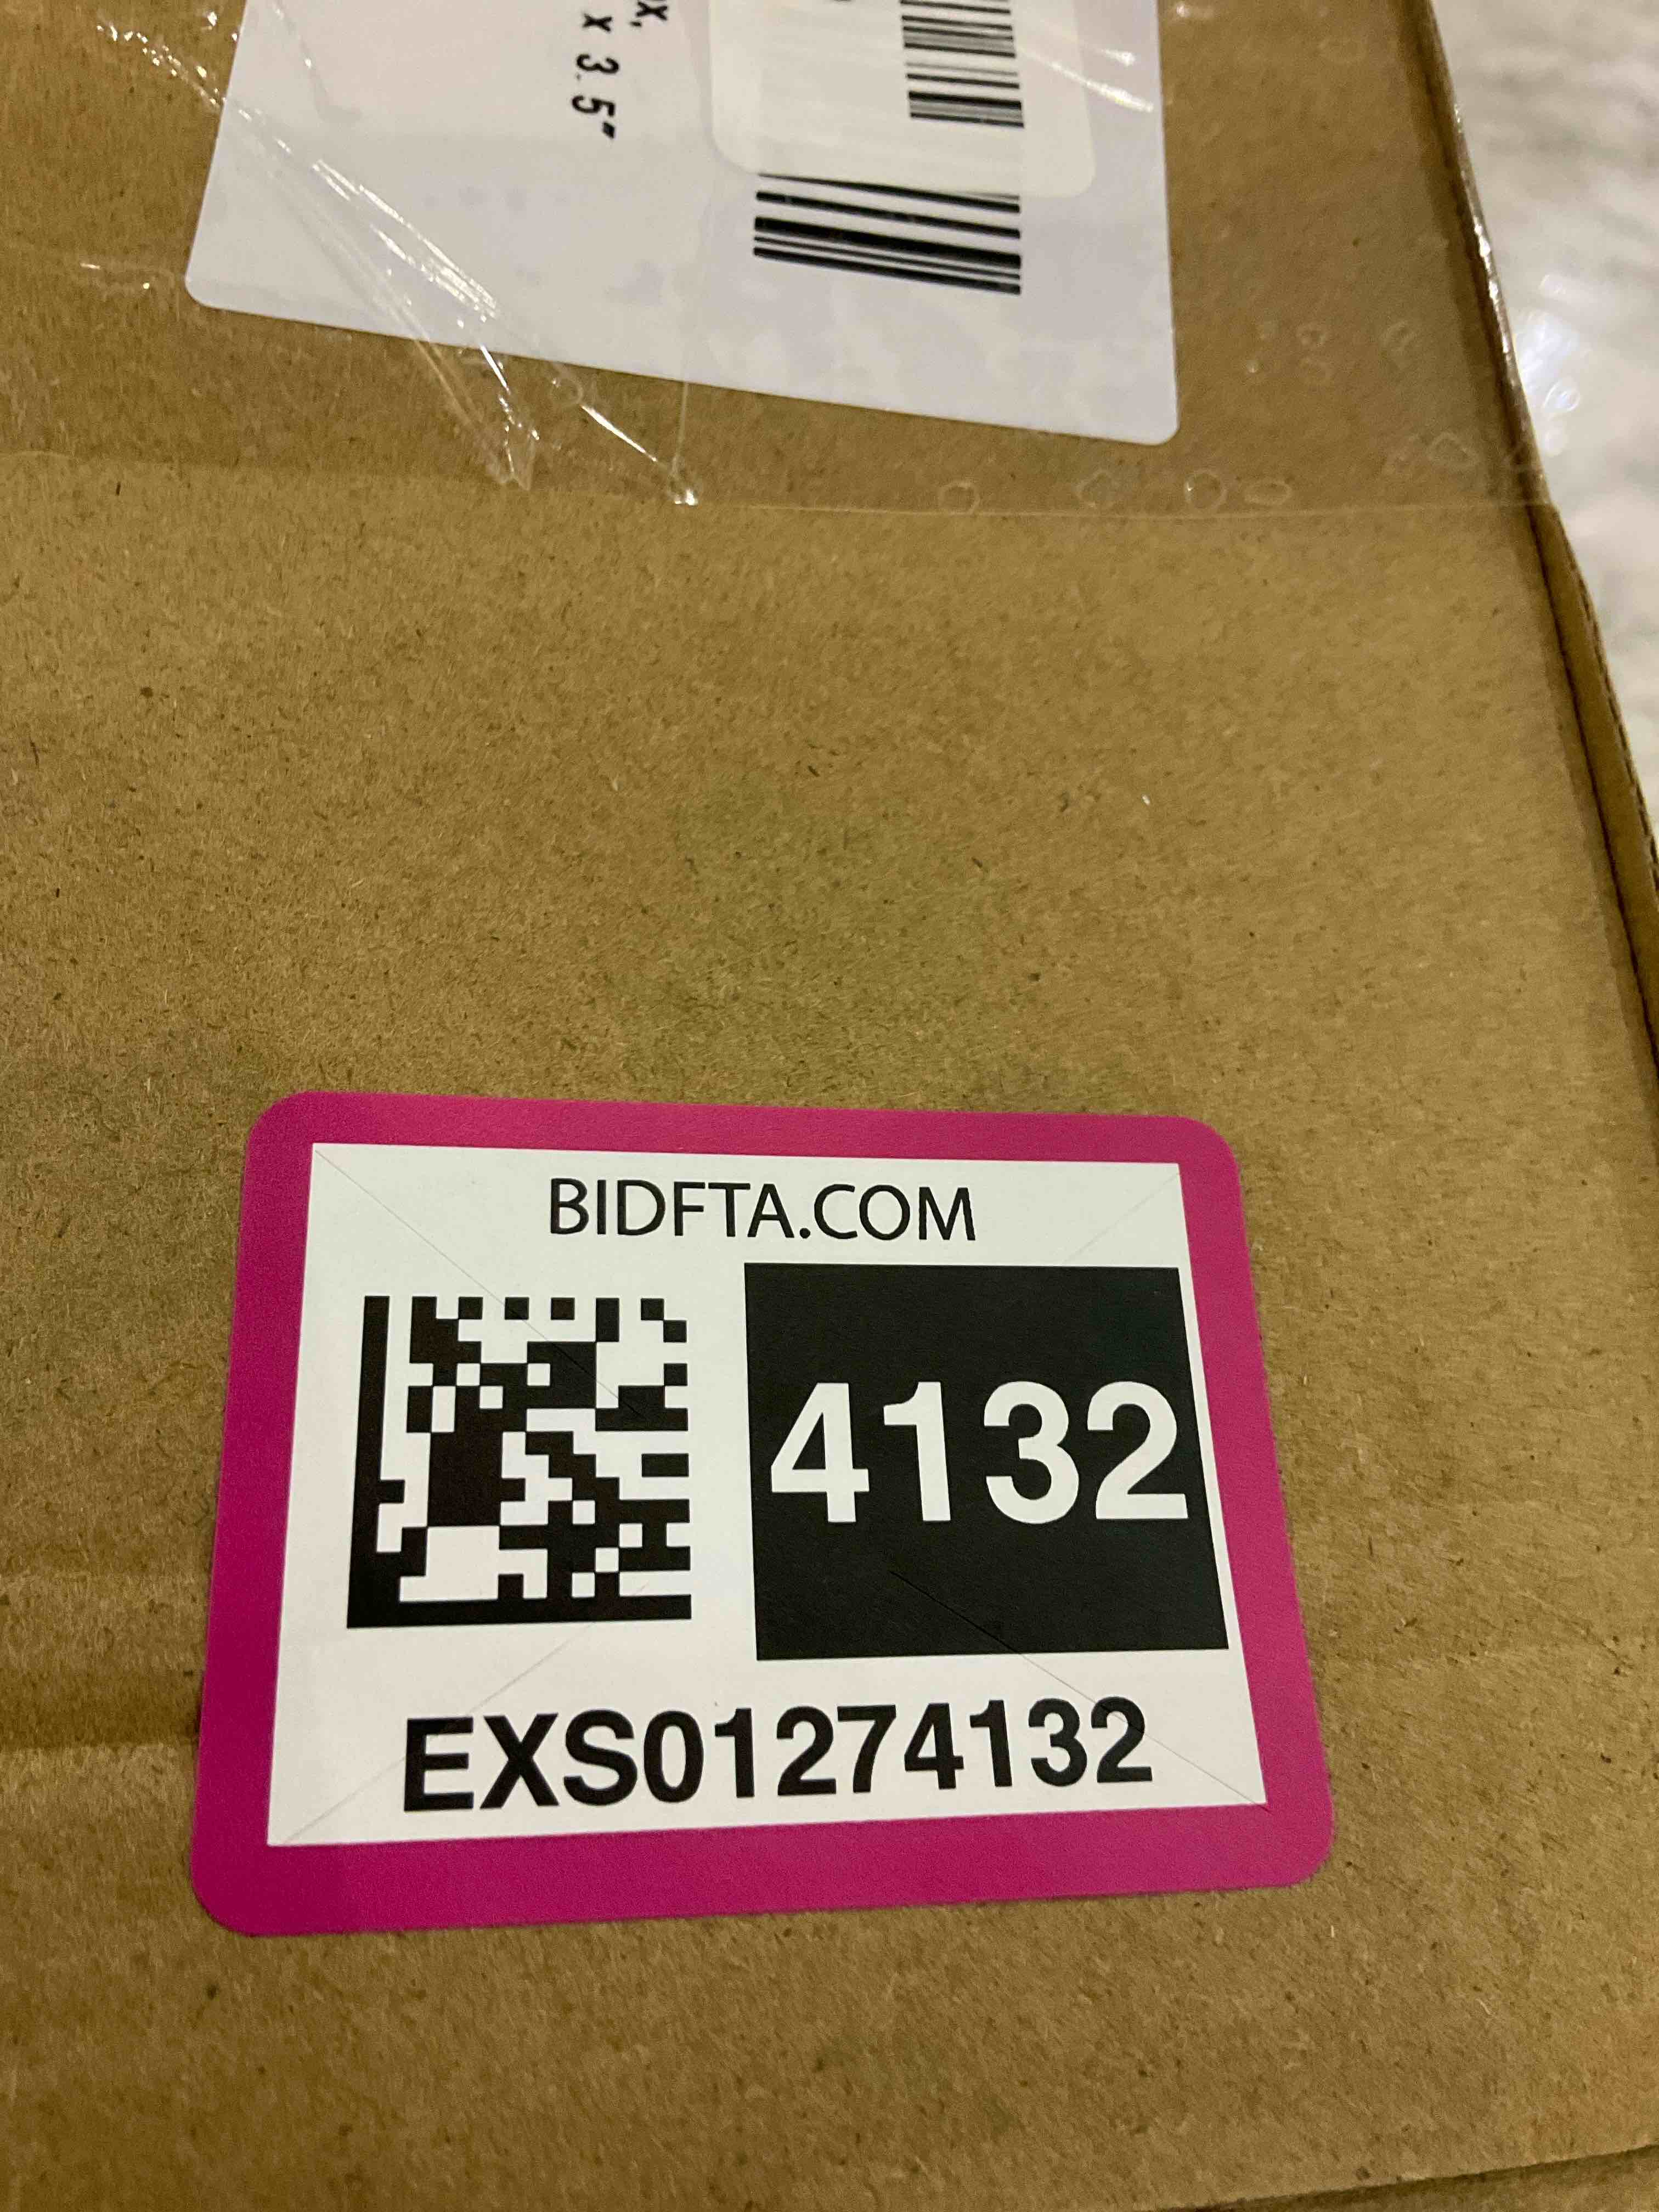 x 3.5"
BIDFTA.COM
4132
EXS01274132